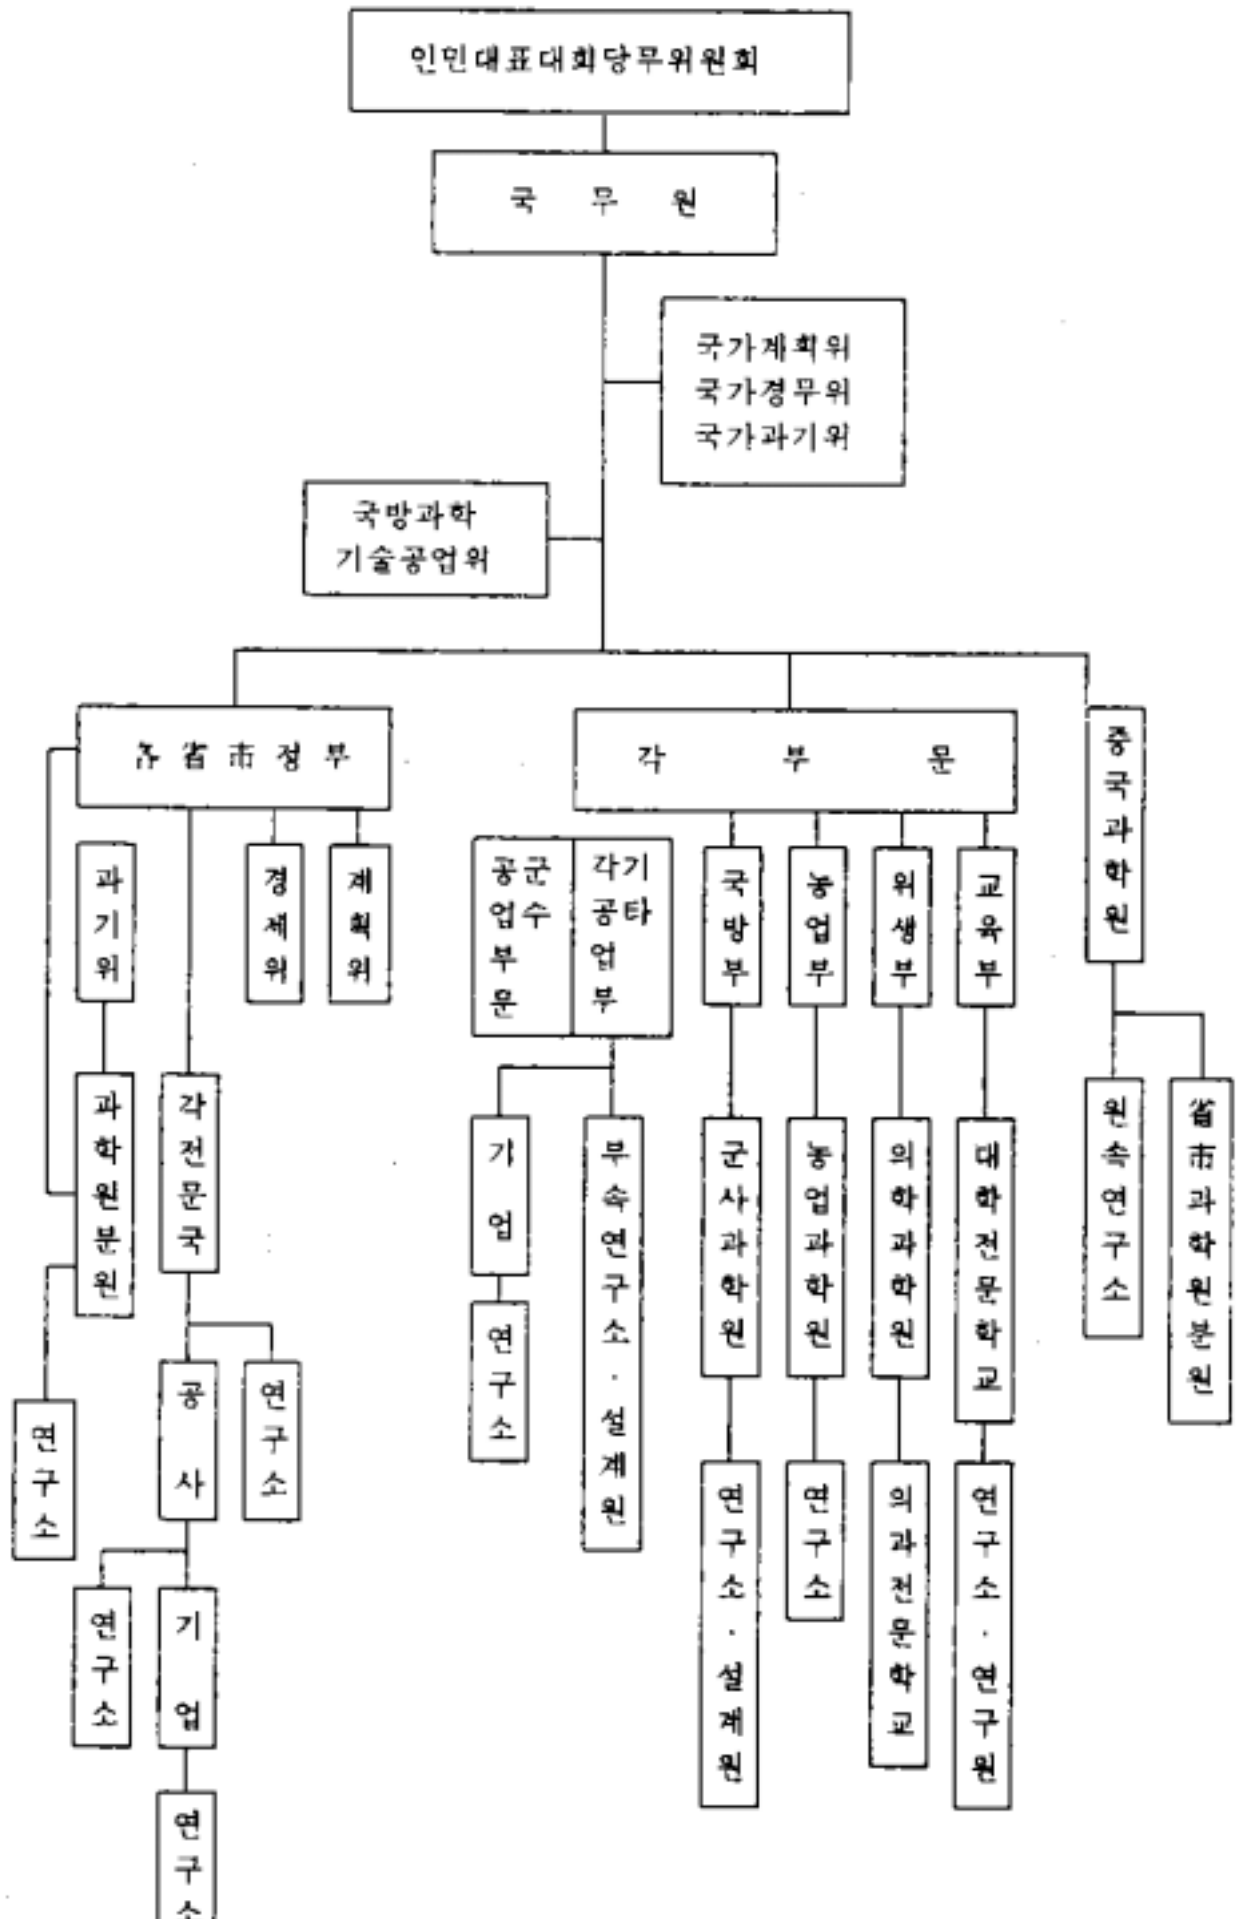 인민대표대회당무위원회
국 무 원
국가계획위
국가경무위
국가과기위
국방과학
기술공업위
各省市정부
각 부 문
중국과학원
과기위
경제위
계획위
군수
공업부문
기타
각공업부
국방부
농업부
위생부
교육부
과학원분원
각전문국
기업
부속연구소·설계원
군사과학원
농업과학원
의학과학원
대학전문학교
원속연구소
省市과학원분원
연구소
공사
연구소
연구소
연구소·설계원
연구소
의과전문학교
연구소·연구원
연구소
기업
연구소